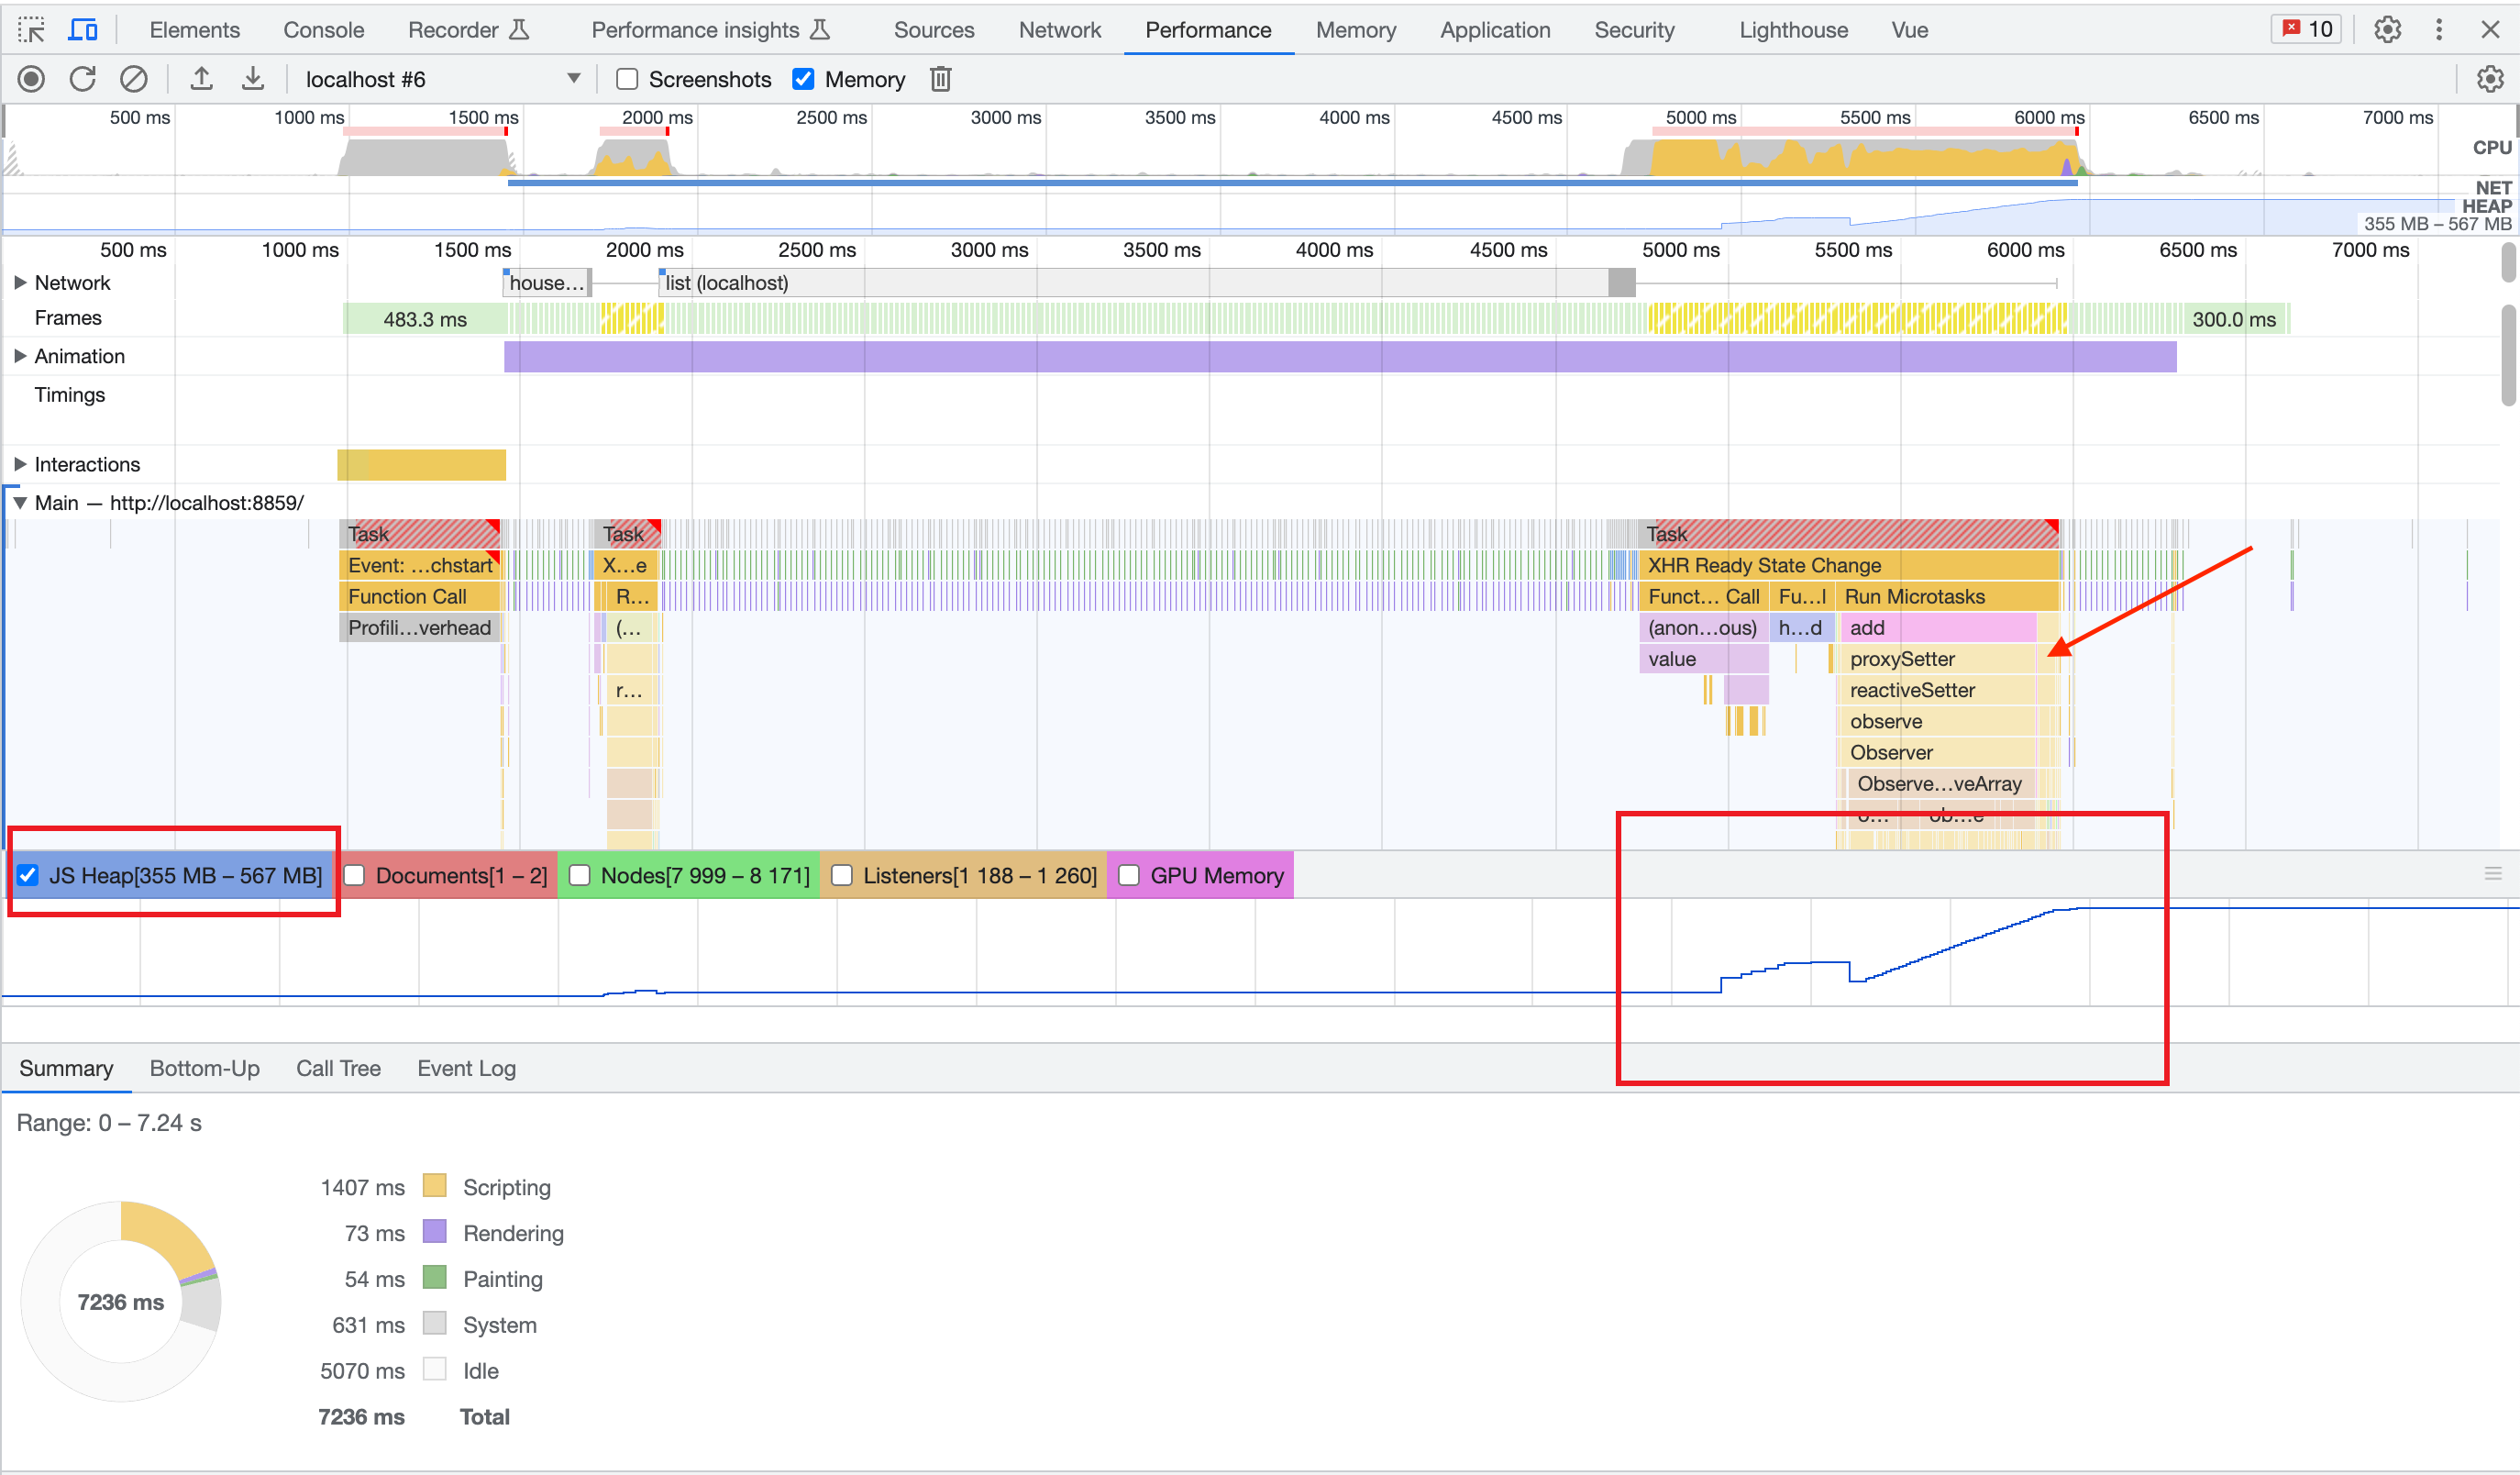 Elements Console Recorder Performance insights Sources Network Performance Memory Application Security Lighthouse Vue 10
localhost #6 Screenshots Memory
500 ms 1000 ms 1500 ms 2000 ms 2500 ms 3000 ms 3500 ms 4000 ms 4500 ms 5000 ms 5500 ms 6000 ms 6500 ms 7000 ms
CPU
NET
HEAP
355 MB – 567 MB
500 ms 1000 ms 1500 ms 2000 ms 2500 ms 3000 ms 3500 ms 4000 ms 4500 ms 5000 ms 5500 ms 6000 ms 6500 ms 7000 ms
Network house… list (localhost)
Frames 483.3 ms 300.0 ms
Animation
Timings
Interactions
Main — http://localhost:8859/
Task Task Task
Event: …chstart X…e XHR Ready State Change
Function Call R… Funct… Call Fu…l Run Microtasks
Profili…verhead (… (anon…ous) h…d add
value proxySetter
r… reactiveSetter
observe
Observer
Observe…veArray
o… ob…e
JS Heap[355 MB – 567 MB] Documents[1 – 2] Nodes[7 999 – 8 171] Listeners[1 188 – 1 260] GPU Memory
Summary Bottom-Up Call Tree Event Log
Range: 0 – 7.24 s
1407 ms Scripting
73 ms Rendering
54 ms Painting
7236 ms
631 ms System
5070 ms Idle
7236 ms Total